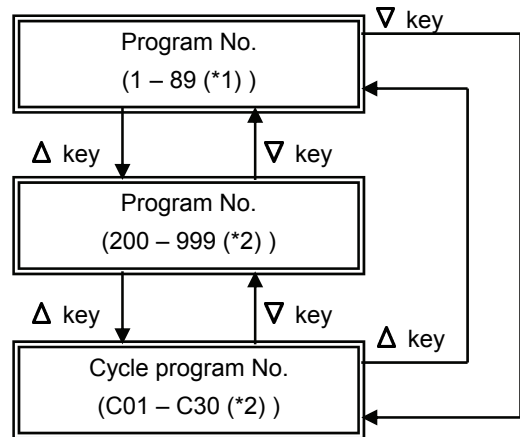 Program No.
∇ key
(1 – 89 (*1) )
Δ key
∇ key
Program No.
(200 – 999 (*2) )
Δ key
∇ key
Δ key
Cycle program No.
(C01 – C30 (*2) )